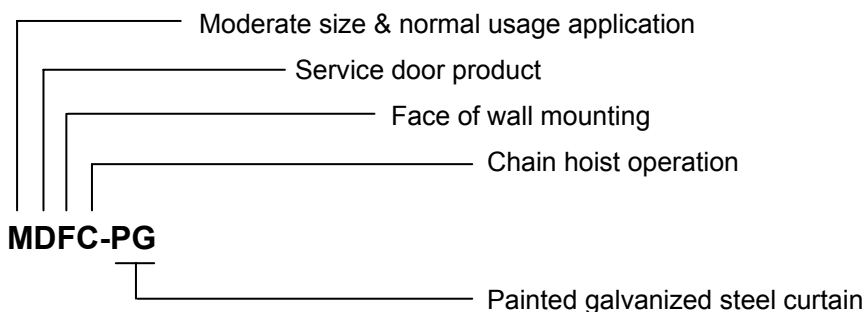 Moderate size & normal usage application
Service door product
Face of wall mounting
Chain hoist operation
MDFC-PG
Painted galvanized steel curtain